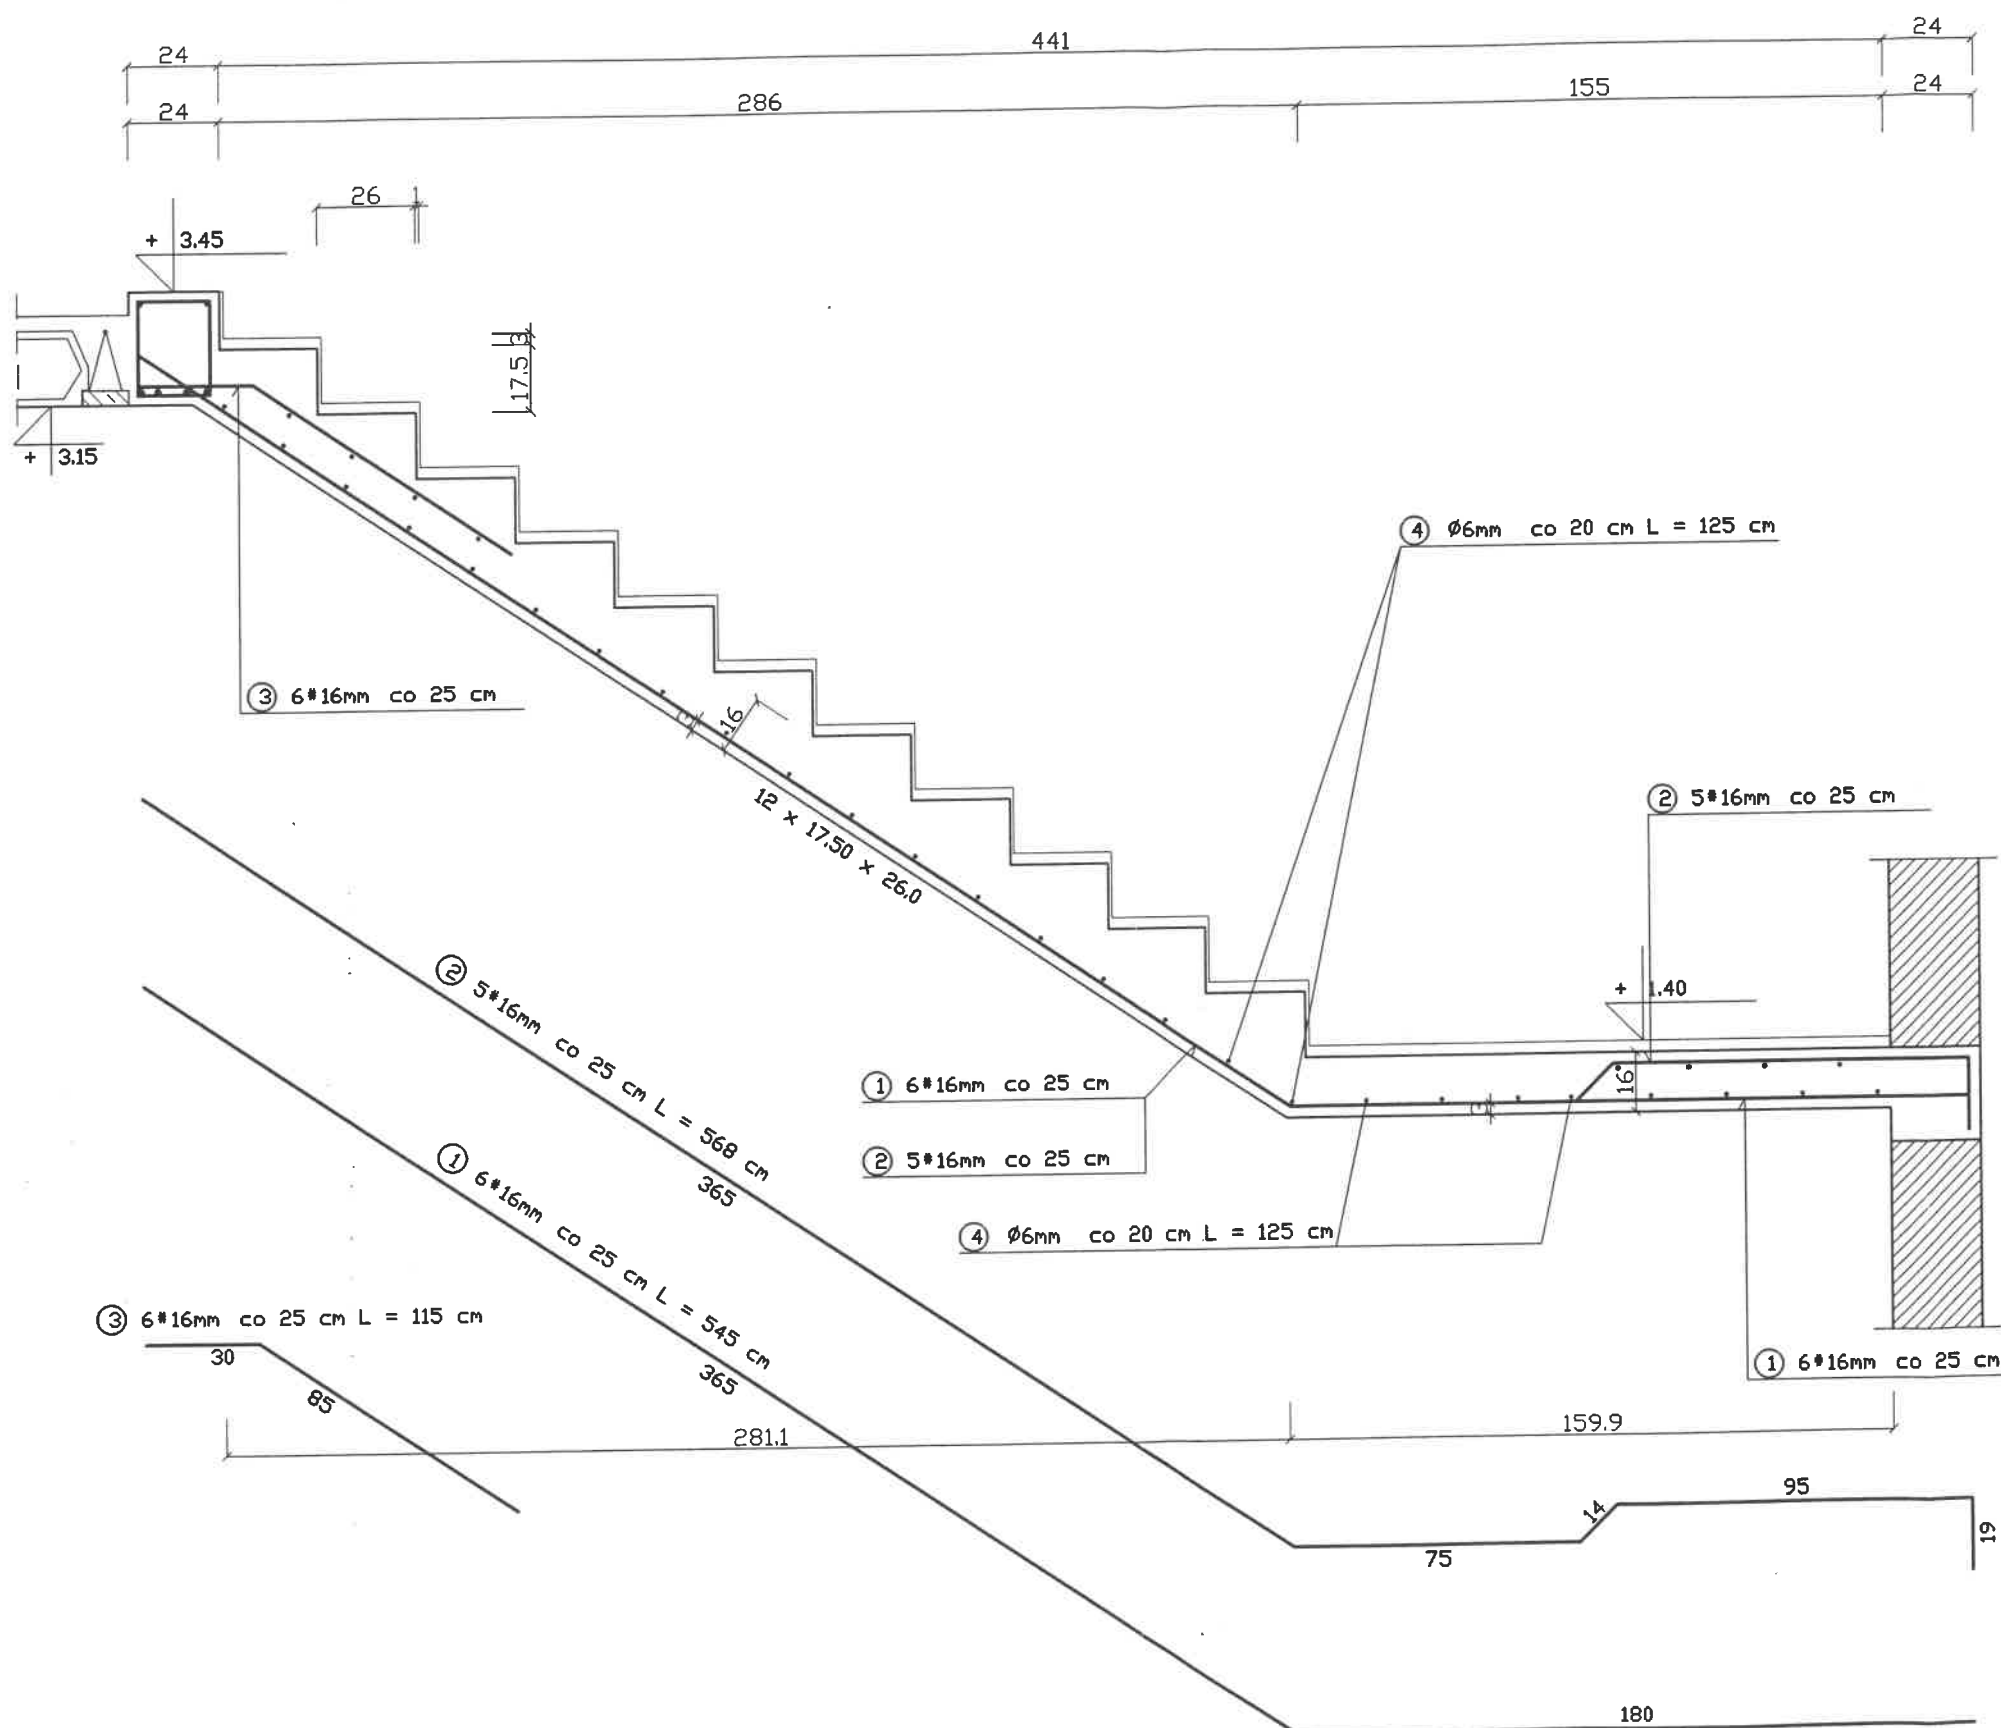 24 441 24
24 286 155 24
26 1
+ 3.45
3
17.5
+ 3.15
④ Ø6mm co 20 cm L = 125 cm
③ 6#16mm co 25 cm
3 16
12 x 17.50 x 26.0
② 5#16mm co 25 cm
+ 1.40
16
3
① 6#16mm co 25 cm
② 5#16mm co 25 cm
④ Ø6mm co 20 cm L = 125 cm
② 5#16mm co 25 cm L = 568 cm
365
① 6#16mm co 25 cm L = 545 cm
365
③ 6#16mm co 25 cm L = 115 cm
30
85
① 6#16mm co 25 cm
281.1 159.9
95
14
19
75
180